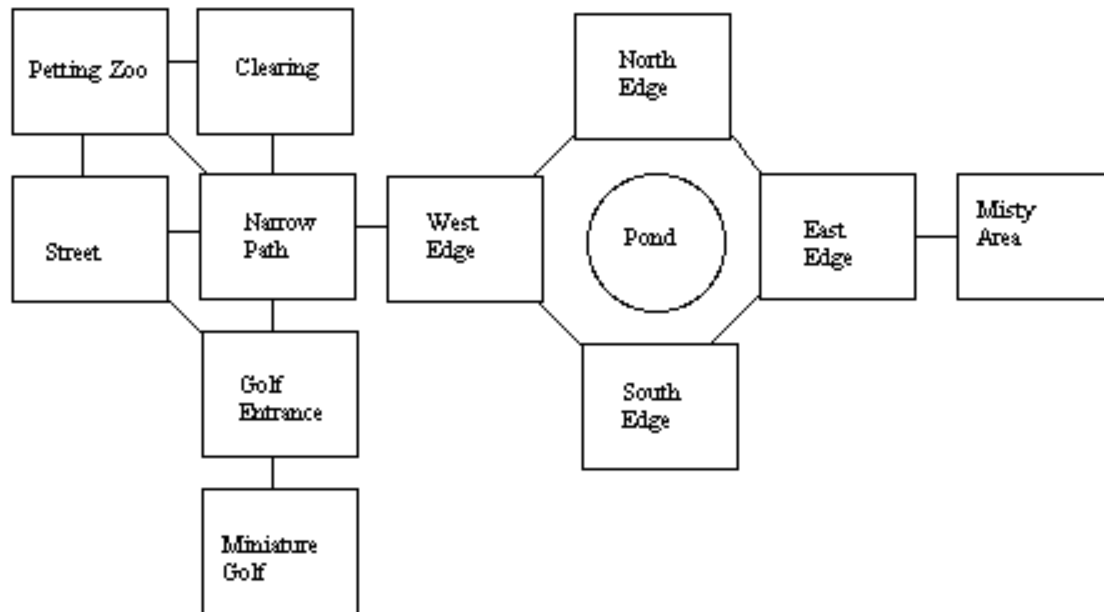 Petting Zoo
Clearing
North
Edge
Street
Narrow
Path
West
Edge
Pond
East
Edge
Misty
Area
Golf
Entrance
South
Edge
Miniature
Golf